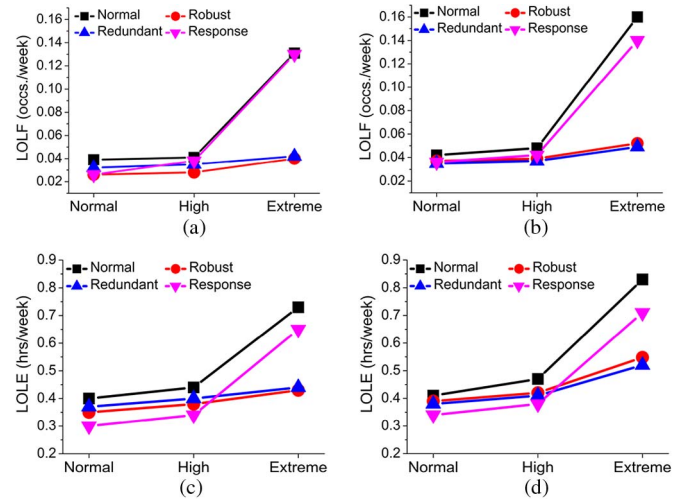 Normal Robust
Redundant Response
LOLF (occs./week)
0.16
0.14
0.12
0.10
0.08
0.06
0.04
0.02
Normal High Extreme
(a)
Normal Robust
Redundant Response
LOLF (occs./week)
0.16
0.14
0.12
0.10
0.08
0.06
0.04
0.02
Normal High Extreme
(b)
Normal Robust
Redundant Response
LOLE (hrs/week)
0.9
0.8
0.7
0.6
0.5
0.4
0.3
0.2
Normal High Extreme
(c)
Normal Robust
Redundant Response
LOLE (hrs/week)
0.9
0.8
0.7
0.6
0.5
0.4
0.3
0.2
Normal High Extreme
(d)